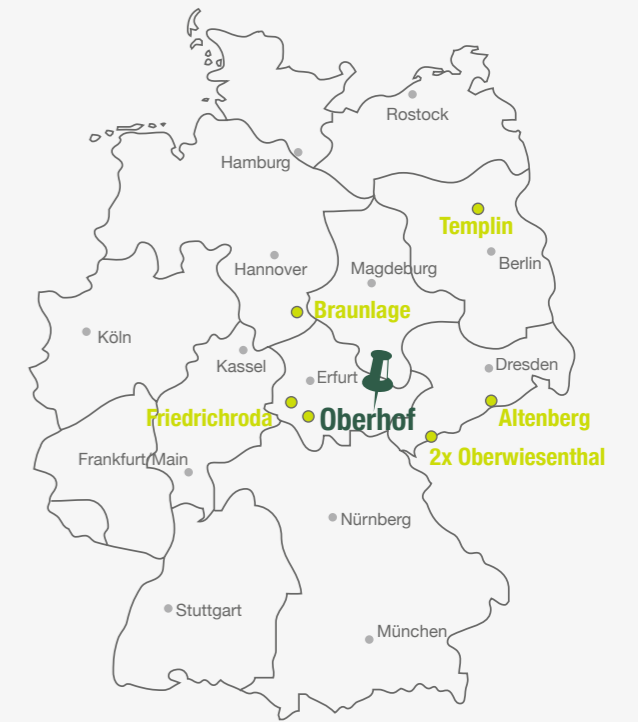 Rostock
Hamburg
Templin
Hannover
Magdeburg
Berlin
Braunlage
Köln
Kassel
Erfurt
Dresden
Friedrichroda
Oberhof
Altenberg
Frankfurt/Main
2x Oberwiesenthal
Nürnberg
Stuttgart
München